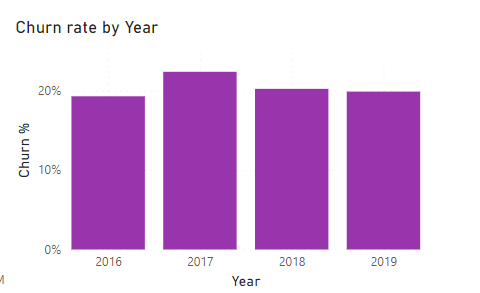 Churn rate by Year
Churn %
20%
10%
0%
2016 2017 2018 2019
Year
M